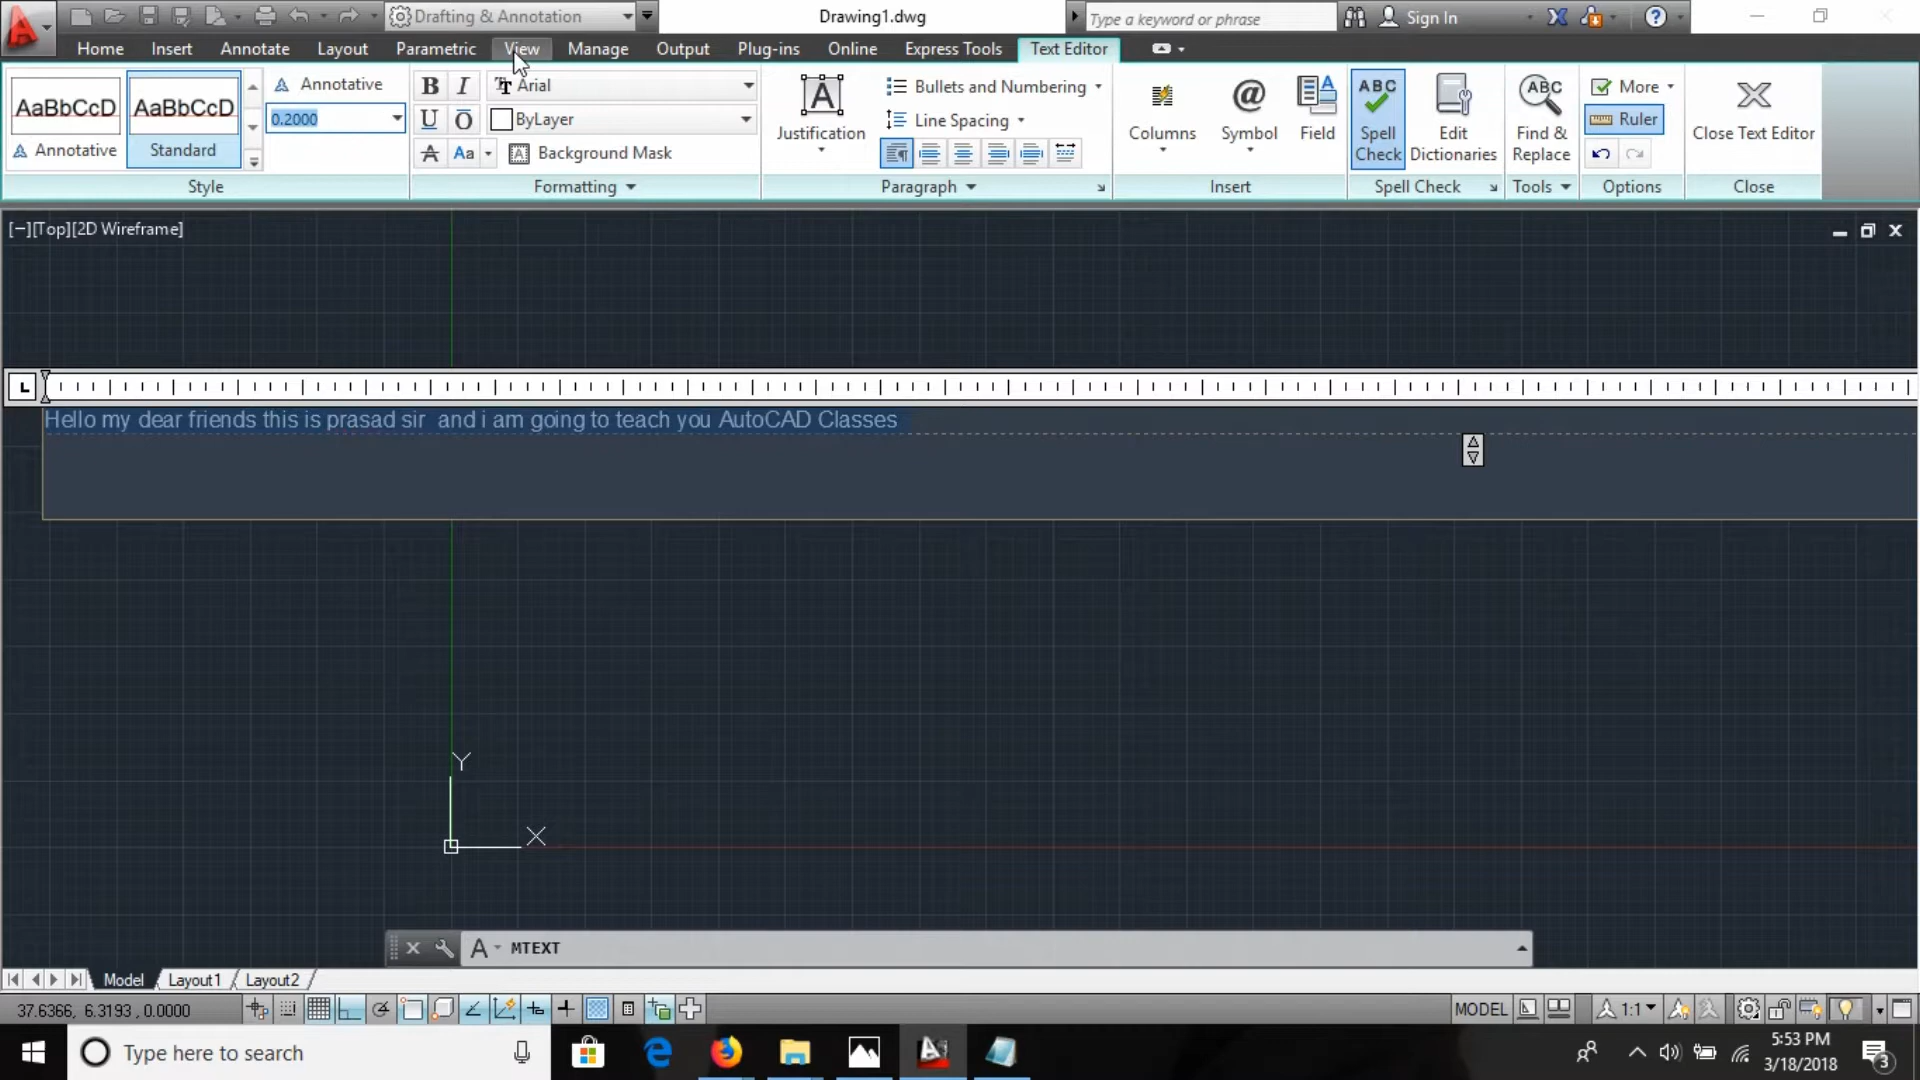 Drafting & Annotation
Drawing1.dwg
Type a keyword or phrase
Sign In
Home Insert Annotate Layout Parametric View Manage Output Plug-ins Online Express Tools Text Editor
AaBbCcD AaBbCcD
Annotative Standard
Annotative
0.2000
Style
B I Arial
U O ByLayer
A Aa Background Mask
Formatting
A
Justification
Bullets and Numbering
Line Spacing
Paragraph
Columns
@
Symbol
Field
Insert
ABC
Spell
Check
Edit
Dictionaries
Spell Check
ABC
Find &
Replace
Tools
More
Ruler
Options
Close Text Editor
Close
[−][Top][2D Wireframe]
L
Hello my dear friends this is prasad sir  and i am going to teach you AutoCAD Classes
Y
X
A MTEXT
Model Layout1 Layout2
37.6366, 6.3193 , 0.0000
MODEL
1:1
Type here to search
5:53 PM
3/18/2018
3